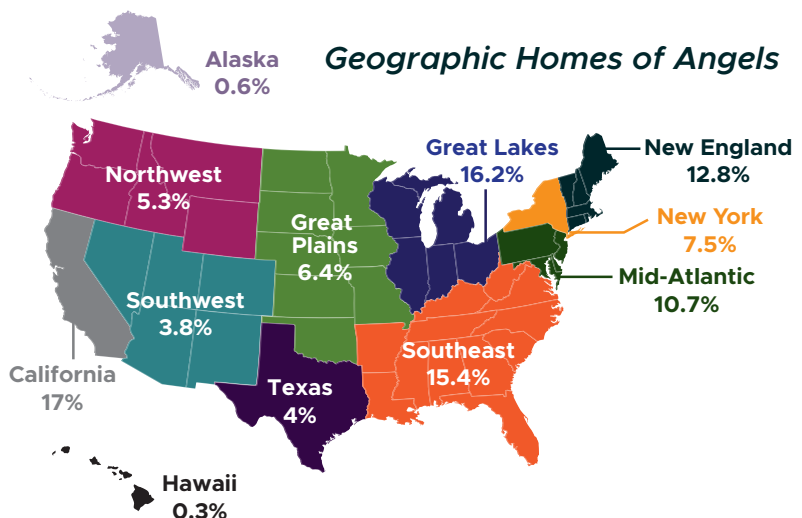 Geographic Homes of Angels
Alaska
0.6%
Northwest
5.3%
Great Lakes
16.2%
New England
12.8%
New York
7.5%
Great
Plains
6.4%
Mid-Atlantic
10.7%
Southwest
3.8%
Southeast
15.4%
California
17%
Texas
4%
Hawaii
0.3%